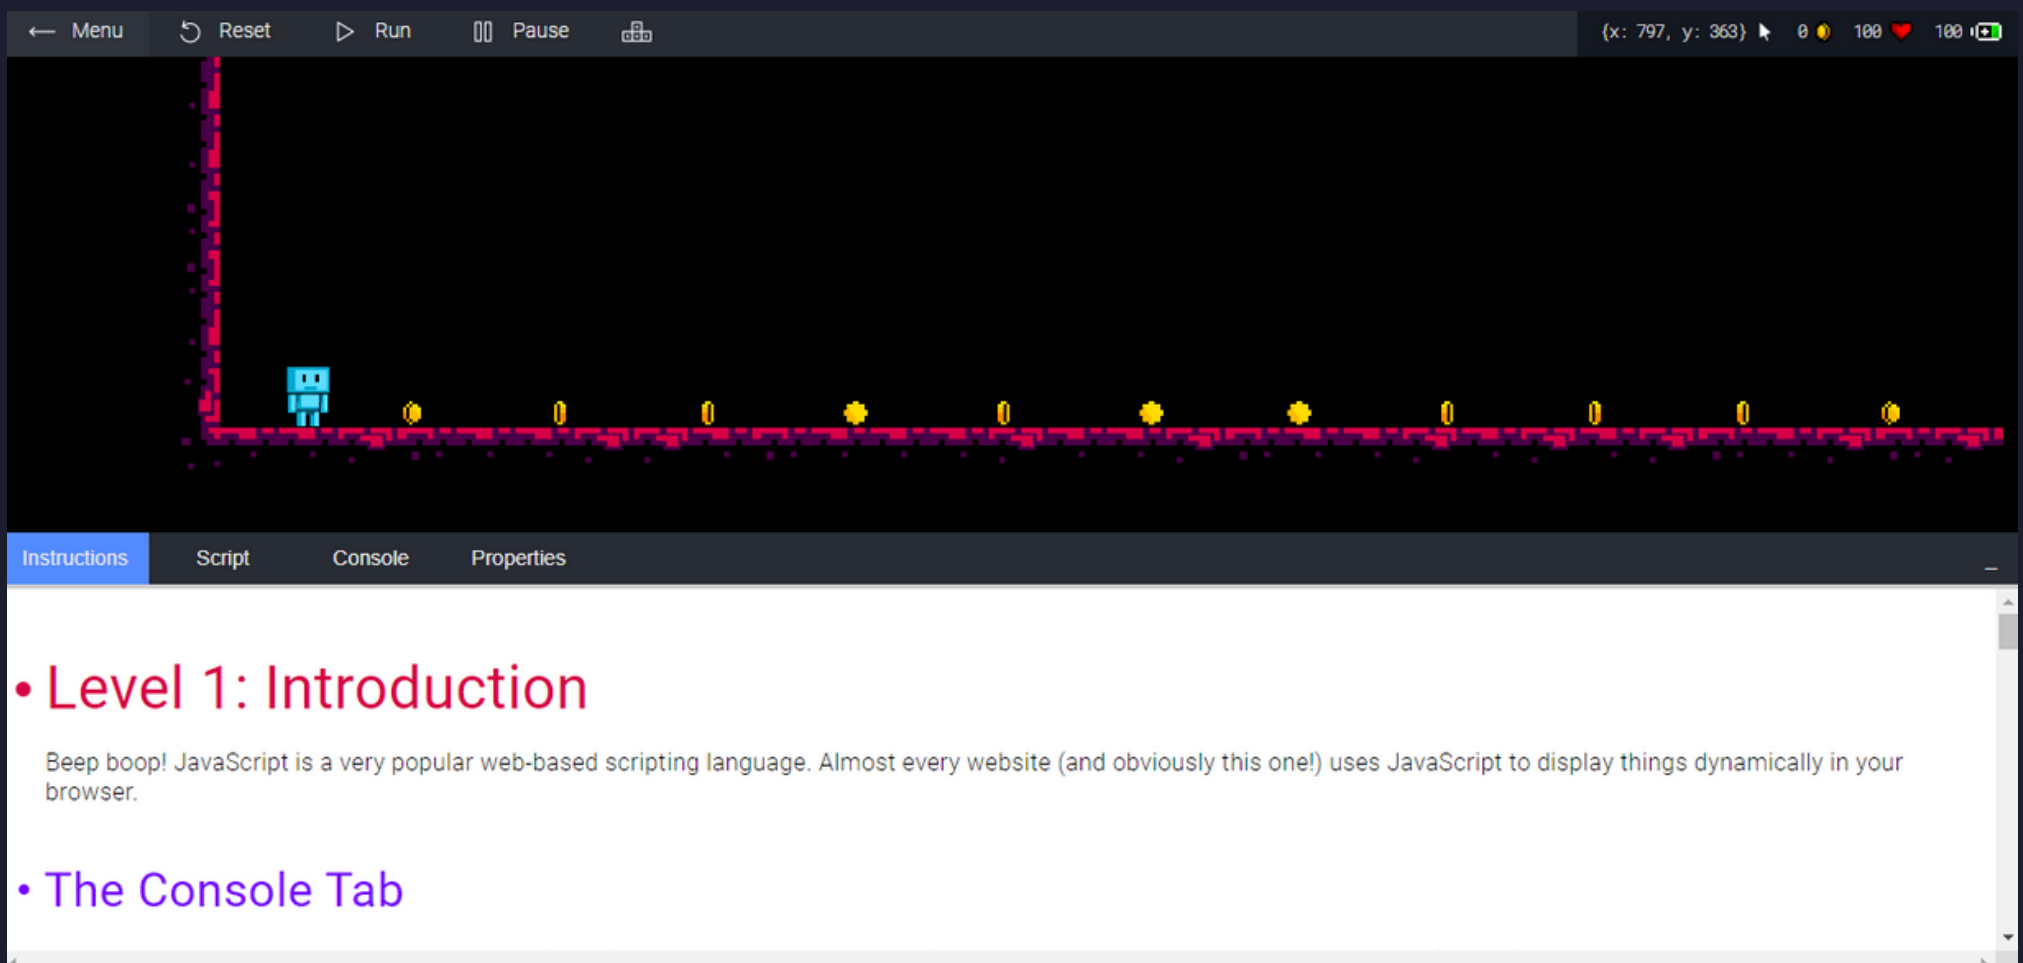 ← Menu Reset Run Pause {x: 797, y: 363} 0 100 100
Instructions Script Console Properties
• Level 1: Introduction
Beep boop! JavaScript is a very popular web-based scripting language. Almost every website (and obviously this one!) uses JavaScript to display things dynamically in your
browser.
• The Console Tab